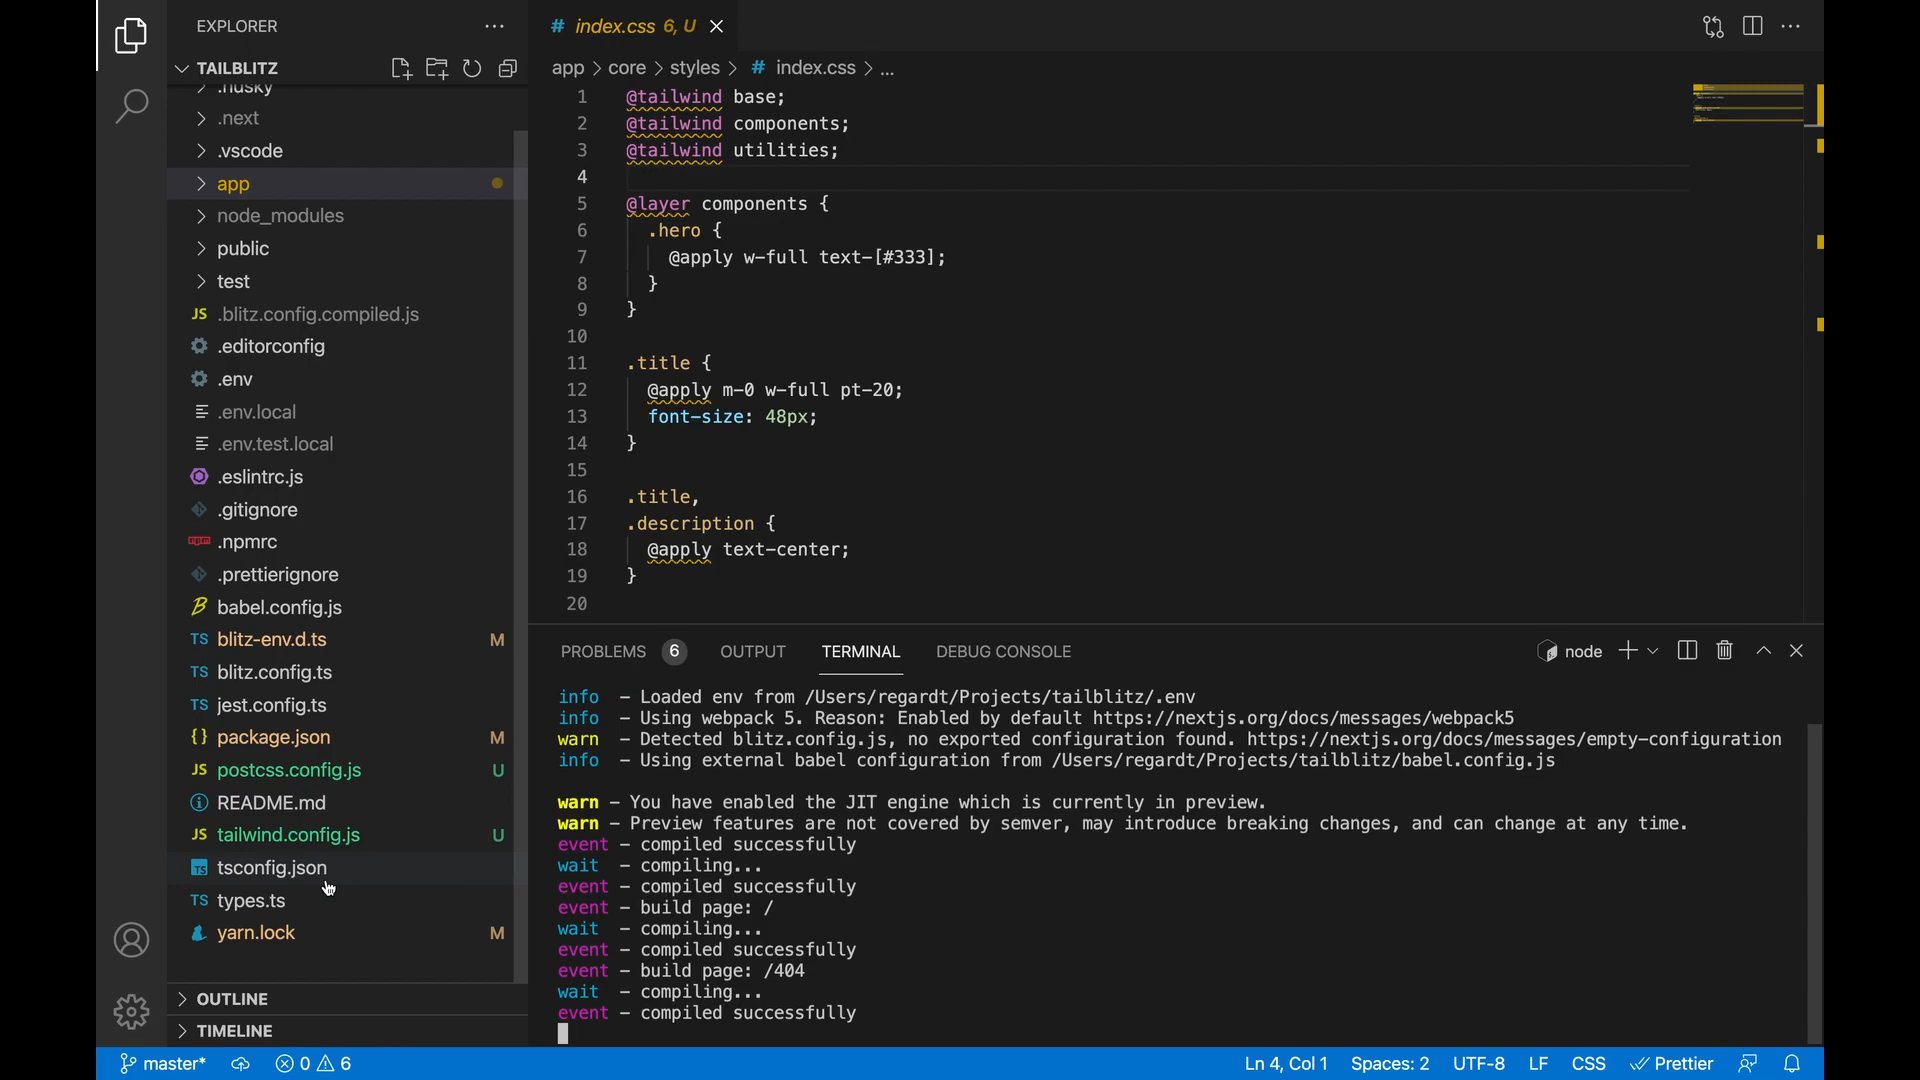 EXPLORER
TAILBLITZ
.husky
.next
.vscode
app
node_modules
public
test
JS .blitz.config.compiled.js
.editorconfig
.env
.env.local
.env.test.local
.eslintrc.js
.gitignore
npm .npmrc
.prettierignore
babel.config.js
TS blitz-env.d.ts M
TS blitz.config.ts
TS jest.config.ts
{} package.json M
JS postcss.config.js U
README.md
JS tailwind.config.js U
TS tsconfig.json
TS types.ts
yarn.lock M
OUTLINE
TIMELINE
# index.css 6, U
app > core > styles > # index.css > ...
1 @tailwind base;
2 @tailwind components;
3 @tailwind utilities;
4
5 @layer components {
6 .hero {
7 @apply w-full text-[#333];
8 }
9 }
10
11 .title {
12 @apply m-0 w-full pt-20;
13 font-size: 48px;
14 }
15
16 .title,
17 .description {
18 @apply text-center;
19 }
20
PROBLEMS 6 OUTPUT TERMINAL DEBUG CONSOLE node
info - Loaded env from /Users/regardt/Projects/tailblitz/.env
info - Using webpack 5. Reason: Enabled by default https://nextjs.org/docs/messages/webpack5
warn - Detected blitz.config.js, no exported configuration found. https://nextjs.org/docs/messages/empty-configuration
info - Using external babel configuration from /Users/regardt/Projects/tailblitz/babel.config.js
warn - You have enabled the JIT engine which is currently in preview.
warn - Preview features are not covered by semver, may introduce breaking changes, and can change at any time.
event - compiled successfully
wait - compiling...
event - compiled successfully
event - build page: /
wait - compiling...
event - compiled successfully
event - build page: /404
wait - compiling...
event - compiled successfully
master* 0 6 Ln 4, Col 1 Spaces: 2 UTF-8 LF CSS Prettier